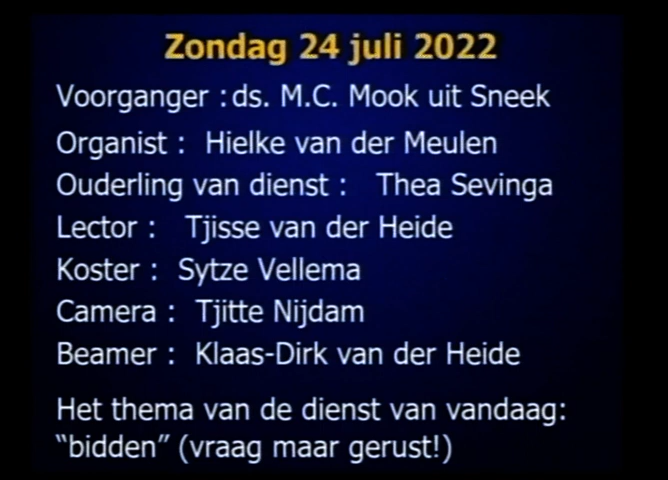 Zondag 24 juli 2022
Voorganger : ds. M.C. Mook uit Sneek
Organist : Hielke van der Meulen
Ouderling van dienst : Thea Sevinga
Lector : Tjisse van der Heide
Koster : Sytze Vellema
Camera : Tjitte Nijdam
Beamer : Klaas-Dirk van der Heide
Het thema van de dienst van vandaag:
“bidden” (vraag maar gerust!)